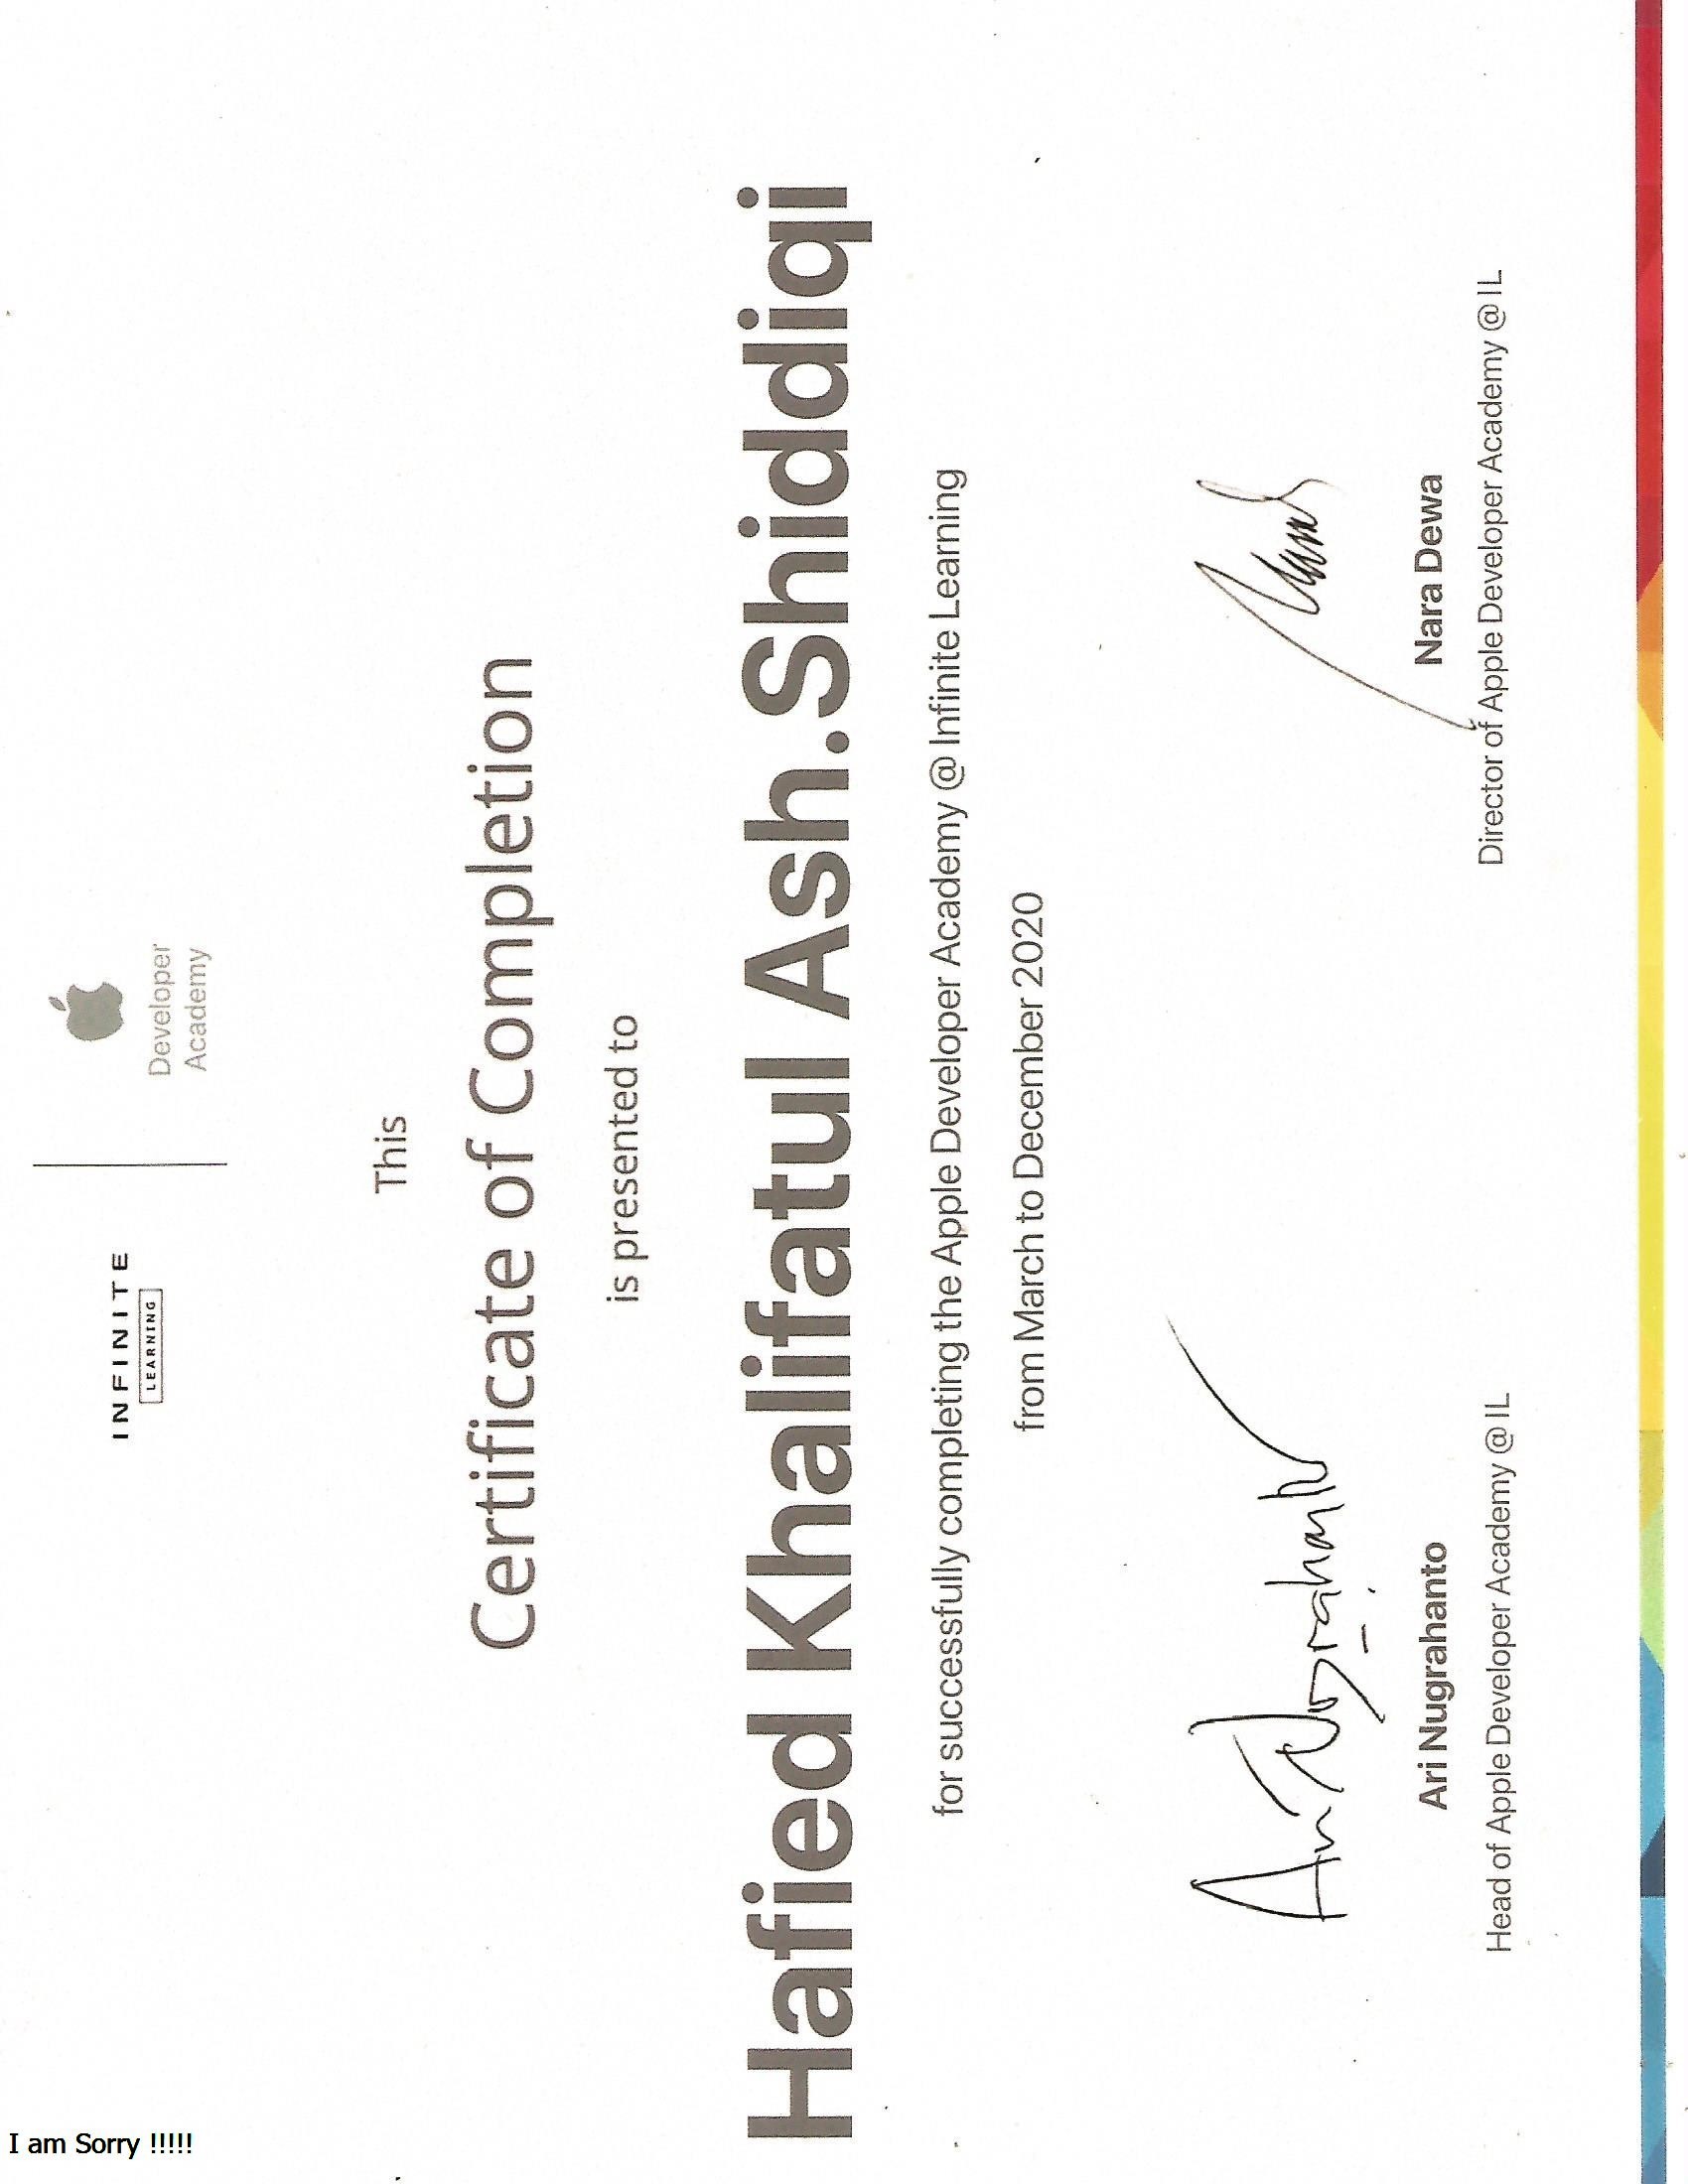 INFINITE
LEARNING
Developer
Academy
This
Certificate of Completion
is presented to
Hafied Khalifatul Ash.Shiddiqi
for successfully completing the Apple Developer Academy @ Infinite Learning
from March to December 2020
Ari Nugrahanto
Ari Nugrahanto
Head of Apple Developer Academy @ IL
Nara Dewa
Director of Apple Developer Academy @ IL
I am Sorry !!!!!